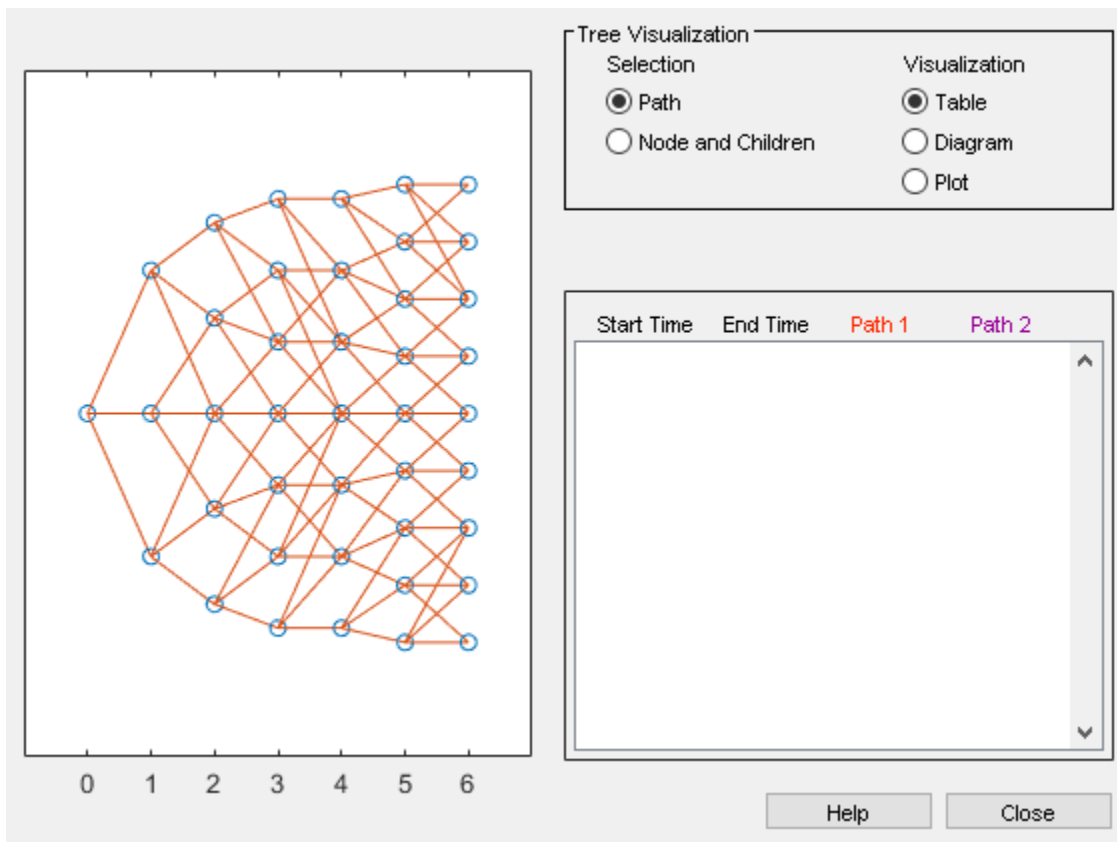 Tree Visualization
Selection
Visualization
Path
Table
Node and Children
Diagram
Plot
Start Time End Time Path 1 Path 2
0 1 2 3 4 5 6
Help Close